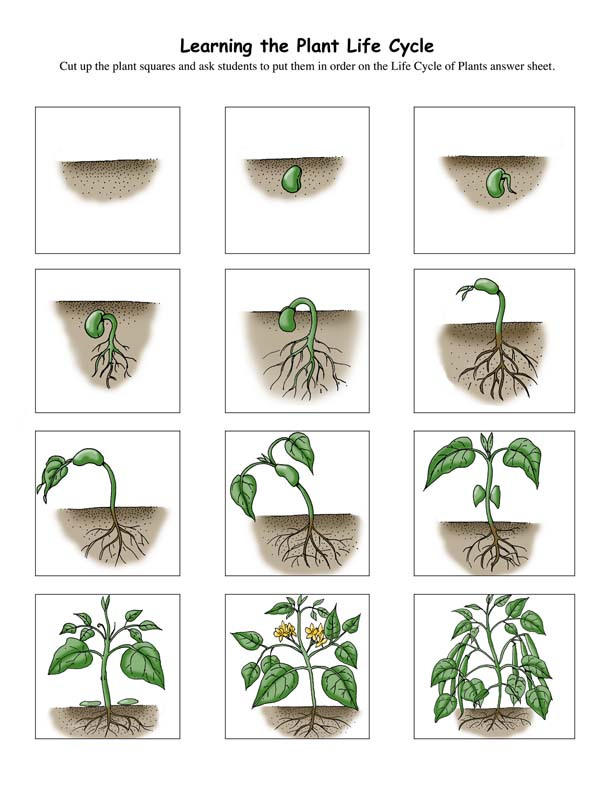 Learning the Plant Life Cycle
Cut up the plant squares and ask students to put them in order on the Life Cycle of Plants answer sheet.